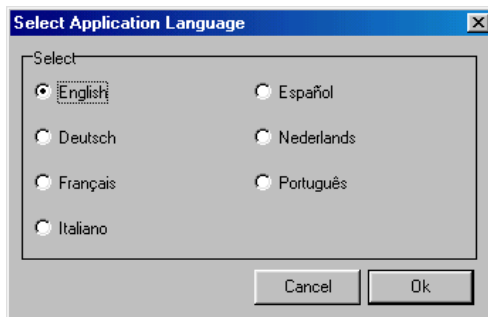 Select Application Language
Select
English
Español
Deutsch
Nederlands
Français
Português
Italiano
Cancel
Ok